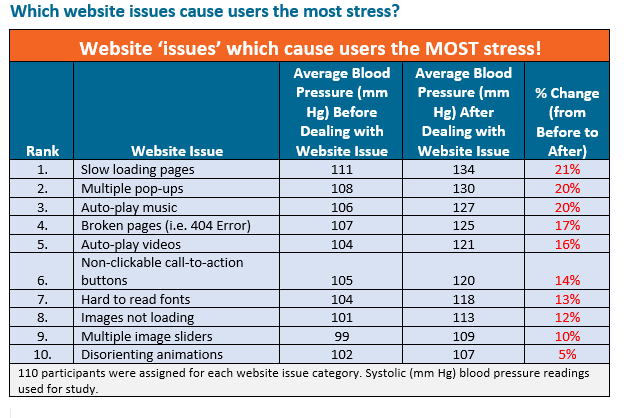 Which website issues cause users the most stress?
Website ‘issues’ which cause users the MOST stress!
Rank Website Issue Average Blood Pressure (mm Hg) Before Dealing with Website Issue Average Blood Pressure (mm Hg) After Dealing with Website Issue % Change (from Before to After)
1. Slow loading pages 111 134 21%
2. Multiple pop-ups 108 130 20%
3. Auto-play music 106 127 20%
4. Broken pages (i.e. 404 Error) 107 125 17%
5. Auto-play videos 104 121 16%
6. Non-clickable call-to-action buttons 105 120 14%
7. Hard to read fonts 104 118 13%
8. Images not loading 101 113 12%
9. Multiple image sliders 99 109 10%
10. Disorienting animations 102 107 5%
110 participants were assigned for each website issue category. Systolic (mm Hg) blood pressure readings
used for study.